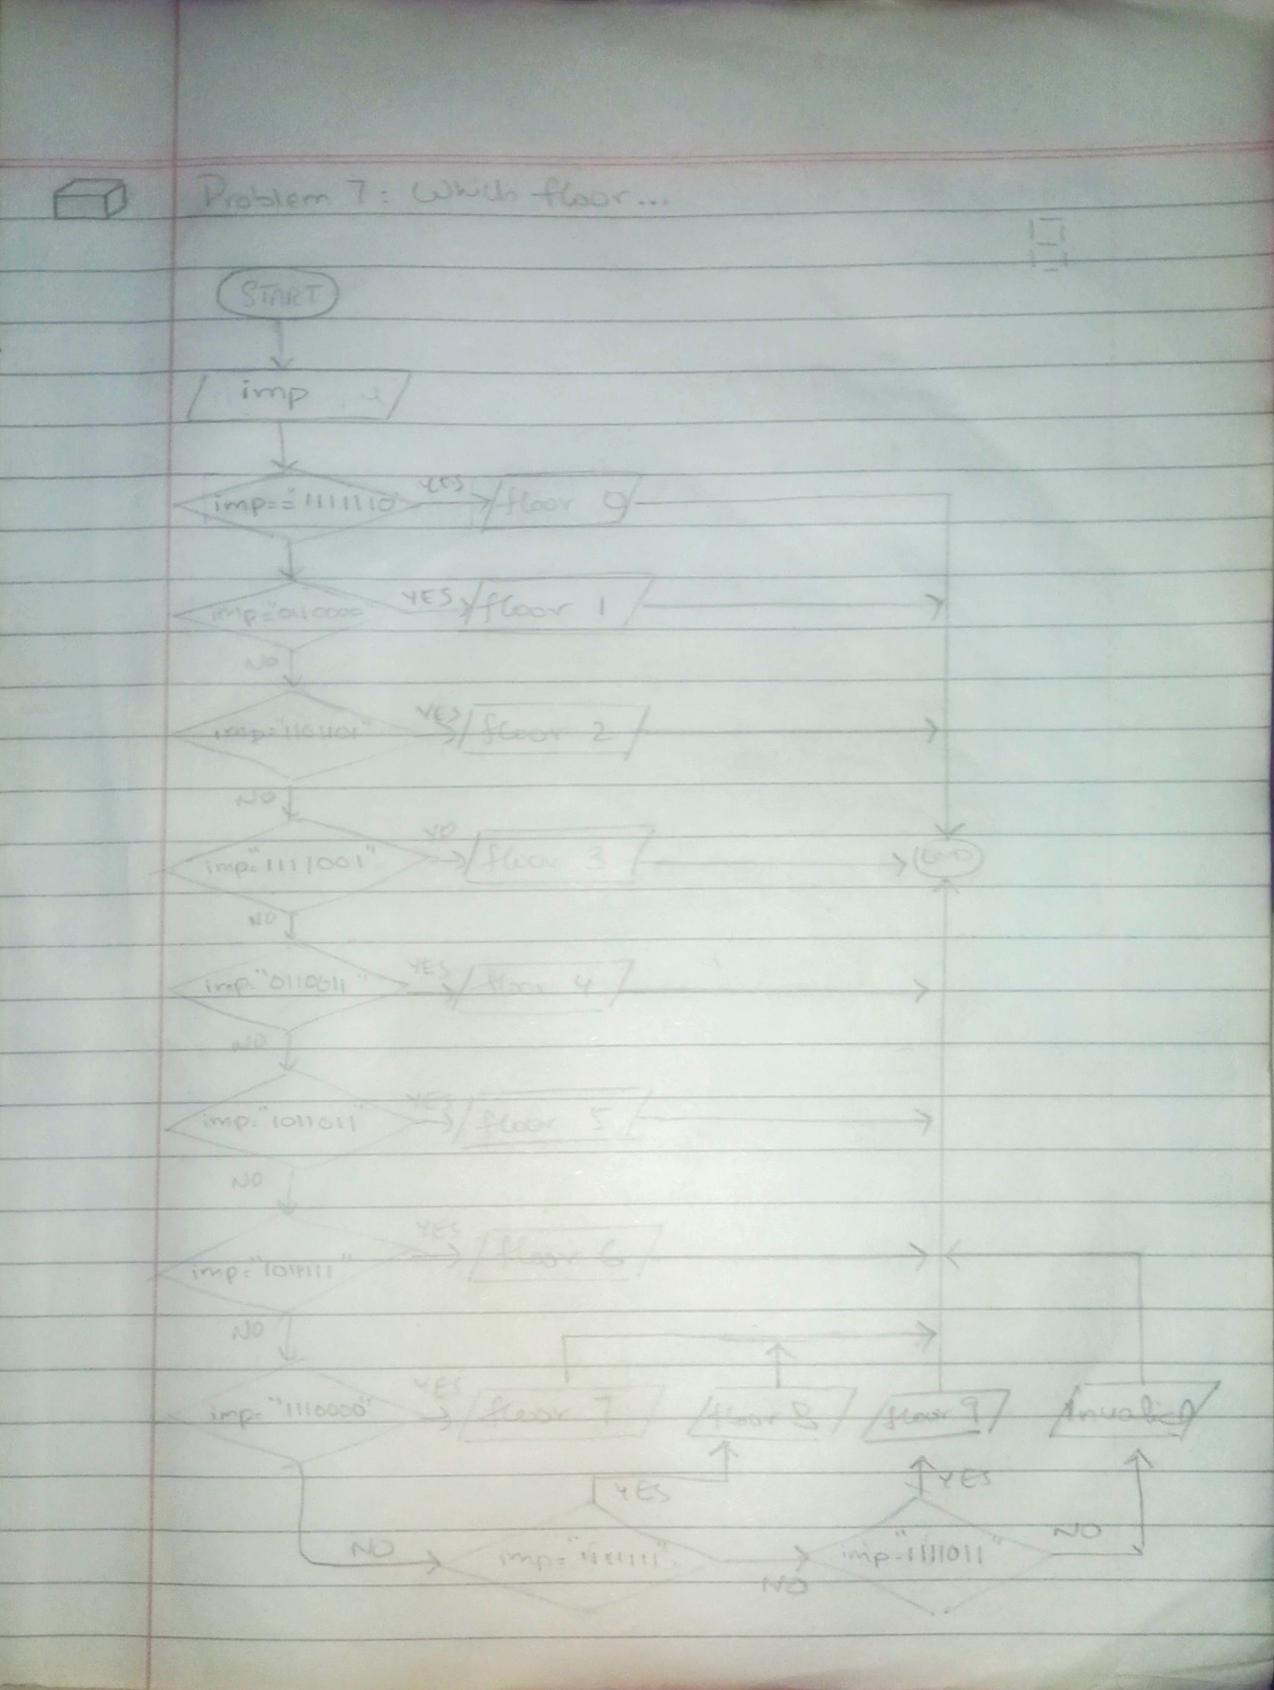 Problem 7: Which floor...
START
imp
imp=="1111110" YES floor 0
imp="0110000" YES floor 1
NO
imp="1101101" YES floor 2
NO
imp="1111001" NO floor 3 END
NO
imp="0110011" YES floor 4
NO
imp="1011011" YES floor 5
NO
imp="1011111" YES floor 6
NO
imp="1110000" YES floor 7 floor 8 floor 9 Invalid
YES YES
NO imp="1111111" NO imp="1111011" NO